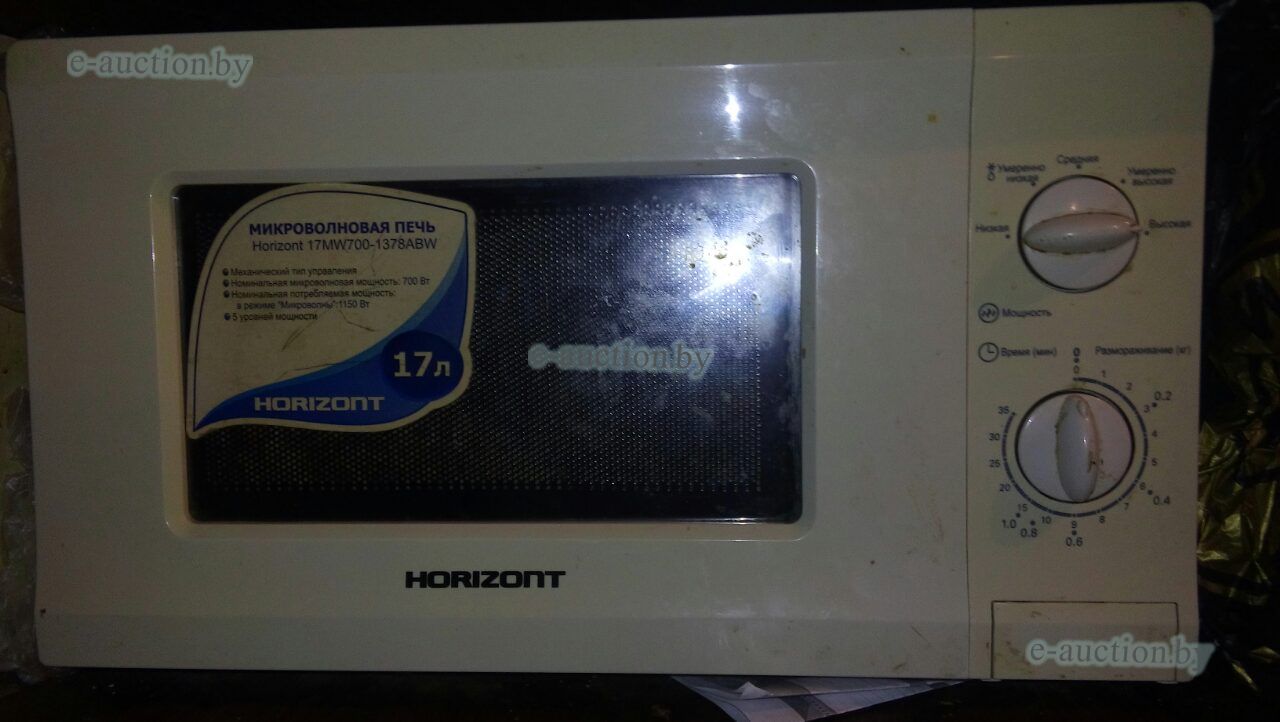 e-auction.by
МИКРОВОЛНОВАЯ ПЕЧЬ
Horizont 17MW700-1378ABW
Механический тип управления
Номинальная микроволновая мощность: 700 Вт
Номинальная потребляемая мощность:
в режиме "Микроволны":1150 Вт
5 уровней мощности
17л
HORIZONT
e-auction.by
HORIZONT
Средняя
Умеренно низкая
Умеренно высокая
Низкая
Высокая
Мощность
Время (мин)
0
Размораживание (кг)
0
1
2
3
0.2
4
5
6
0.4
7
8
9
0.6
10
0.8
15
1.0
20
25
30
35
e-auction.by